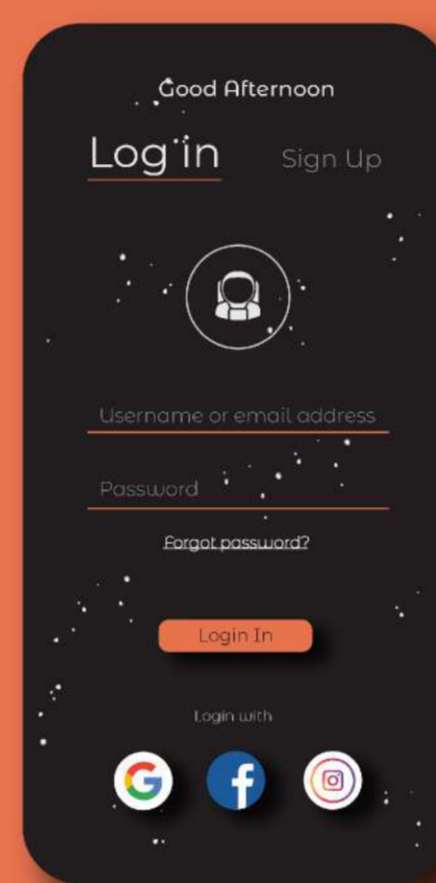 Good Afternoon
Log in
Sign Up
Username or email address
Password
Forgot password?
Login In
Login with